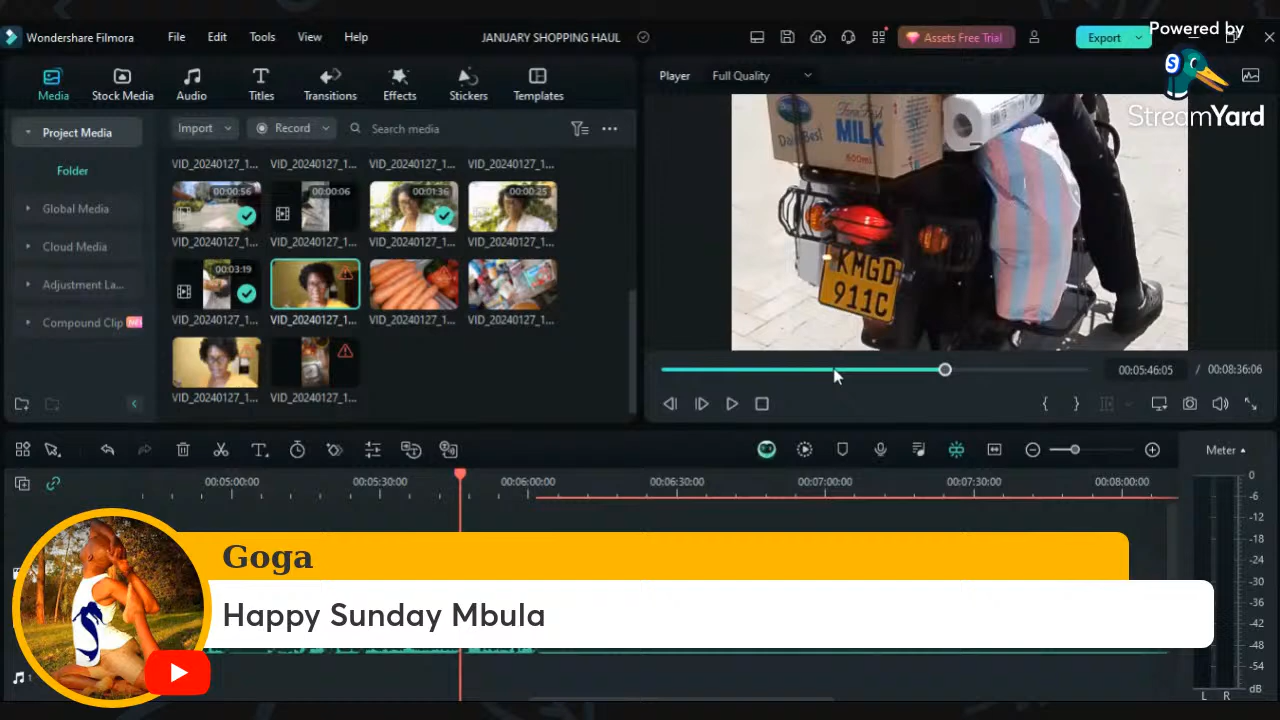 Powered by
StreamYard
Wondershare Filmora
File Edit Tools View Help
JANUARY SHOPPING HAUL
Assets Free Trial
Export
Media Stock Media Audio Titles Transitions Effects Stickers Templates
Player Full Quality
Project Media
Folder
Global Media
Cloud Media
Adjustment La...
Compound Clip
Import Record Search media
VID_20240127_1... VID_20240127_1... VID_20240127_1... VID_20240127_1...
00:00:56 00:00:06 00:01:36 00:00:25
VID_20240127_1... VID_20240127_1... VID_20240127_1... VID_20240127_1...
00:03:19
VID_20240127_1... VID_20240127_1... VID_20240127_1... VID_20240127_1...
VID_20240127_1... VID_20240127_1...
MILK
KMGD
911C
00:05:46:05 / 00:08:36:06
Meter
00:05:00:00 00:05:30:00 00:06:00:00 00:06:30:00 00:07:00:00 00:07:30:00 00:08:00:00
0
-6
-12
-18
-24
-30
-36
-42
-48
-54
dB
L R
Goga
Happy Sunday Mbula
1